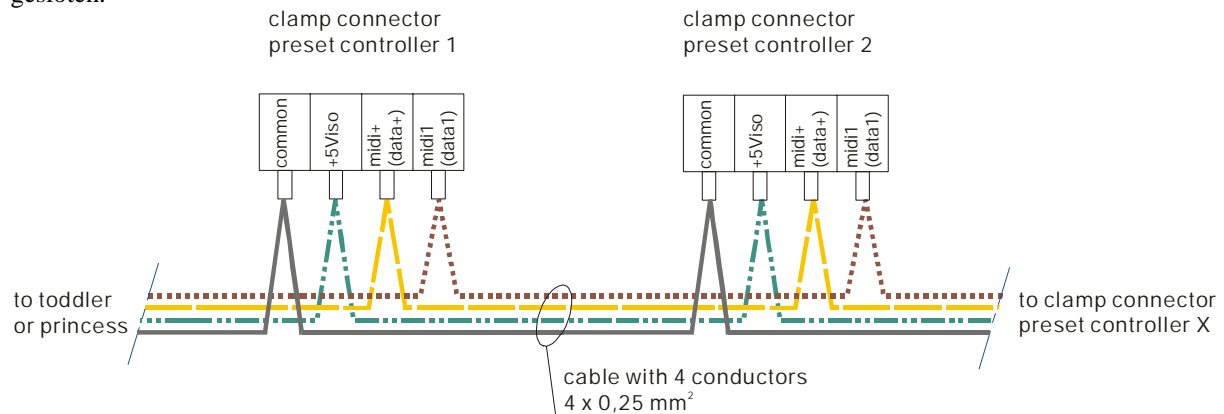 gesloten.
clamp connector
preset controller 1
clamp connector
preset controller 2
common
+5Viso
midi+
(data+)
midi1
(data1)
common
+5Viso
midi+
(data+)
midi1
(data1)
to toddler
or princess
to clamp connector
preset controller X
cable with 4 conductors
4 x 0,25 mm²